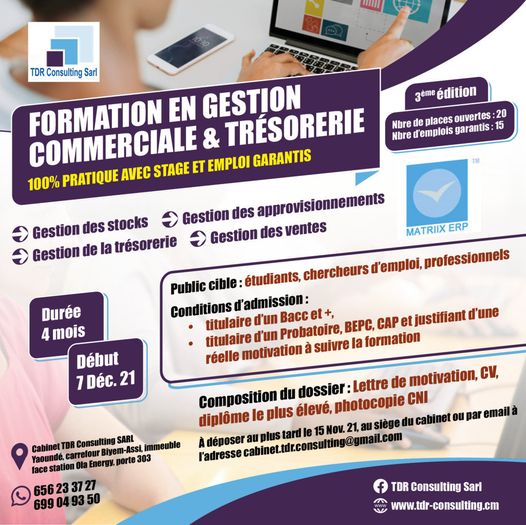 TDR Consulting Sarl
FORMATION EN GESTION
COMMERCIALE & TRÉSORERIE
100% PRATIQUE AVEC STAGE ET EMPLOI GARANTIS
3ème édition
Nbre de places ouvertes : 20
Nbre d'emplois garantis : 15
Gestion des stocks
Gestion des approvisionnements
Gestion de la trésorerie
Gestion des ventes
TM
MATRIIX ERP
Durée
4 mois
Début
7 Déc. 21
Public cible : étudiants, chercheurs d'emploi, professionnels
Conditions d'admission :
• titulaire d'un Bacc et +,
• titulaire d'un Probatoire, BEPC, CAP et justifiant d'une
réelle motivation à suivre la formation
Composition du dossier : Lettre de motivation, CV,
diplôme le plus élevé, photocopie CNI
À déposer au plus tard le 15 Nov. 21, au siège du cabinet ou par email à
l'adresse cabinet.tdr.consulting@gmail.com
Cabinet TDR Consulting SARL
Yaoundé, carrefour Biyem-Assi, immeuble
face station Ola Energy, porte 303
656 23 37 27
699 04 93 50
TDR Consulting Sarl
www.tdr-consulting.cm